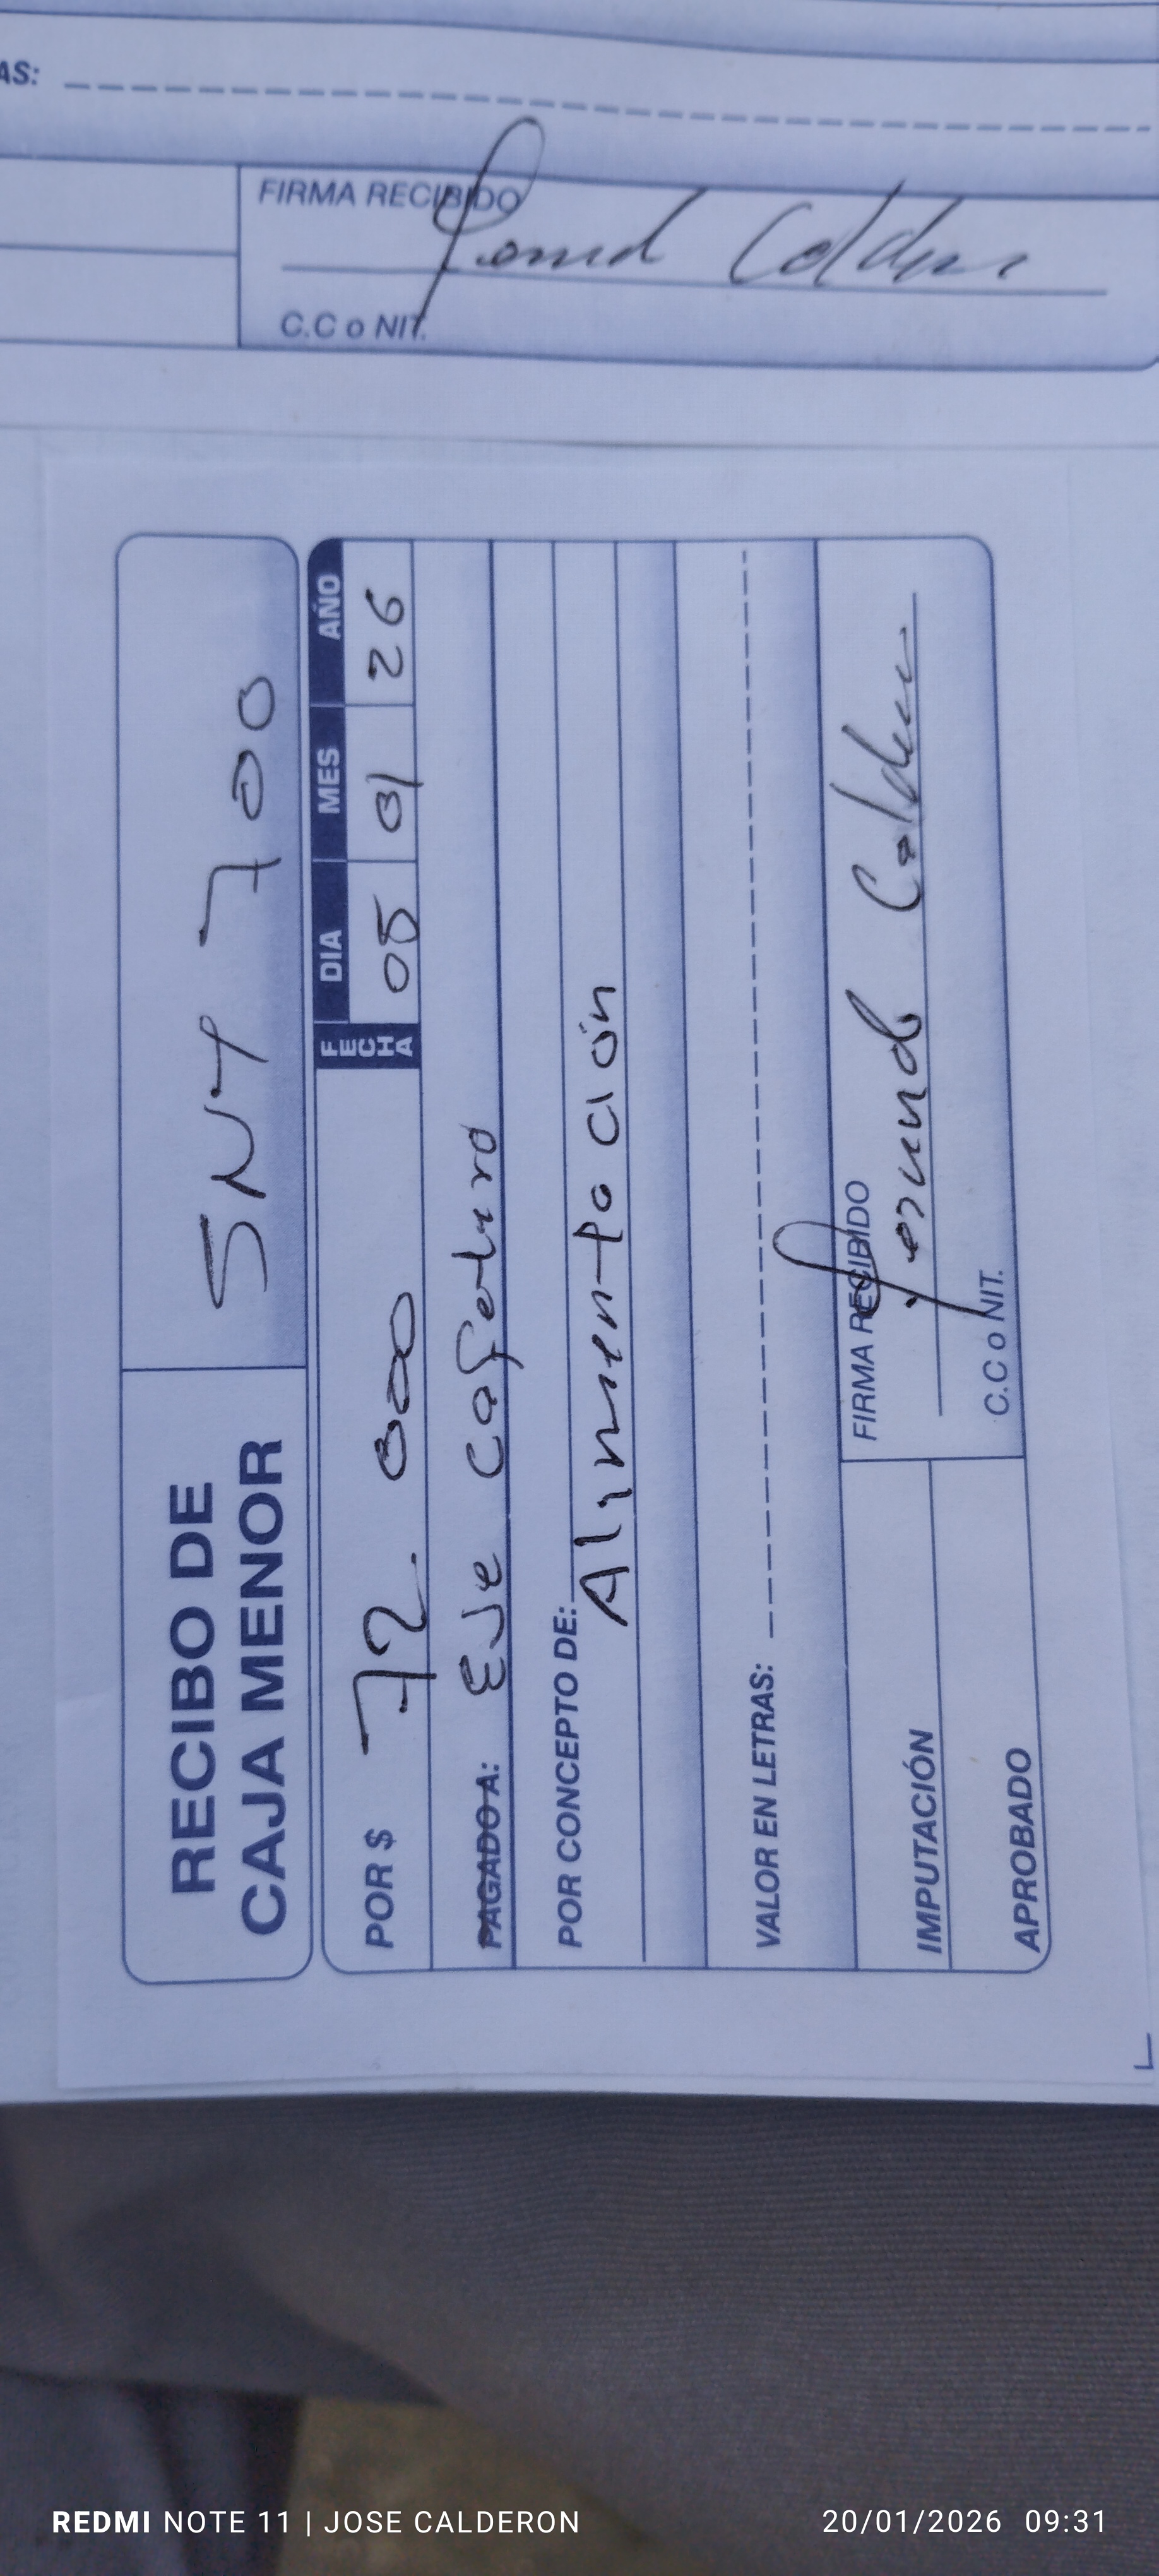 AS:
FIRMA RECIBIDO
C.C o NIT.
RECIBO DE
CAJA MENOR
SNY 700
POR $ 72.000
FECHA
DIA MES AÑO
05 01 26
PAGADO A: EJe Cafetero
POR CONCEPTO DE:
Alimentación
VALOR EN LETRAS:
IMPUTACIÓN
APROBADO
FIRMA RECIBIDO
C.C o NIT.
REDMI NOTE 11 | JOSE CALDERON
20/01/2026 09:31